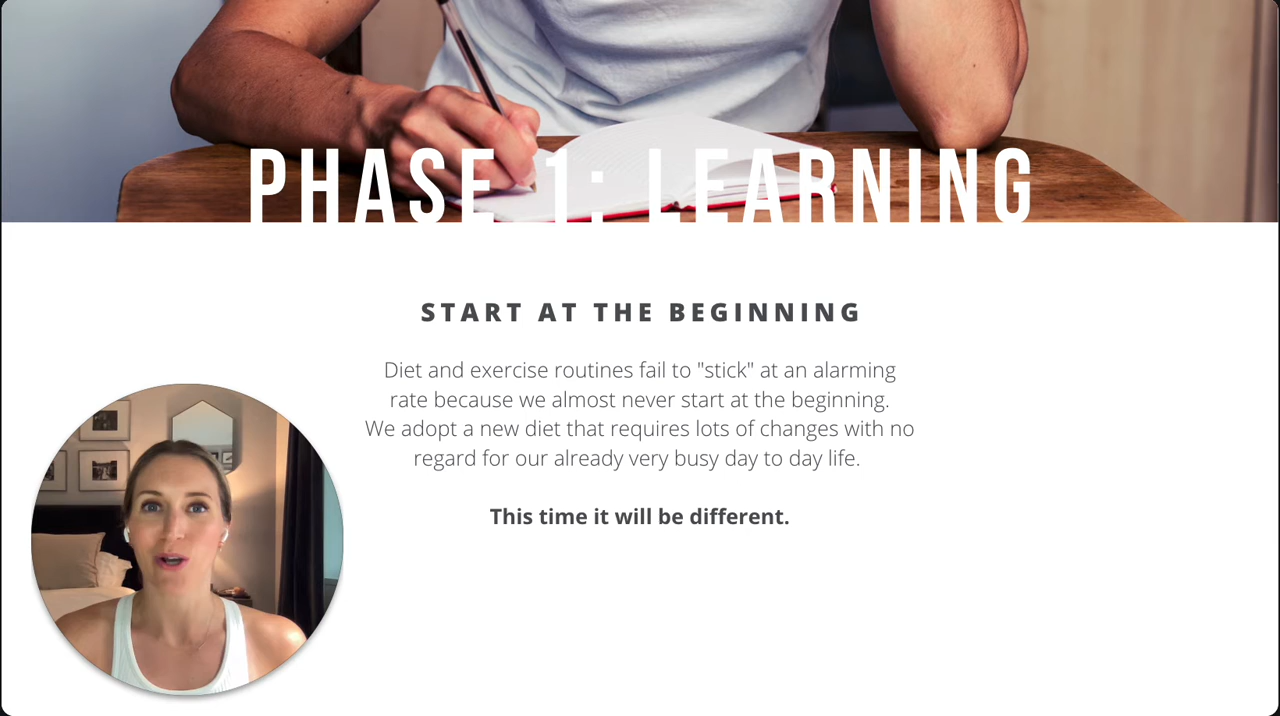 PHASE 1: LEARNING
START AT THE BEGINNING
Diet and exercise routines fail to "stick" at an alarming
rate because we almost never start at the beginning.
We adopt a new diet that requires lots of changes with no
regard for our already very busy day to day life.
This time it will be different.